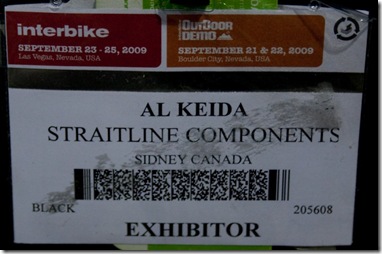 interbike
SEPTEMBER 23 - 25, 2009
Las Vegas, Nevada, USA
OUTDOOR
DEMO
SEPTEMBER 21 & 22, 2009
Boulder City, Nevada, USA
AL KEIDA
STRAITLINE COMPONENTS
SIDNEY CANADA
BLACK
205608
EXHIBITOR